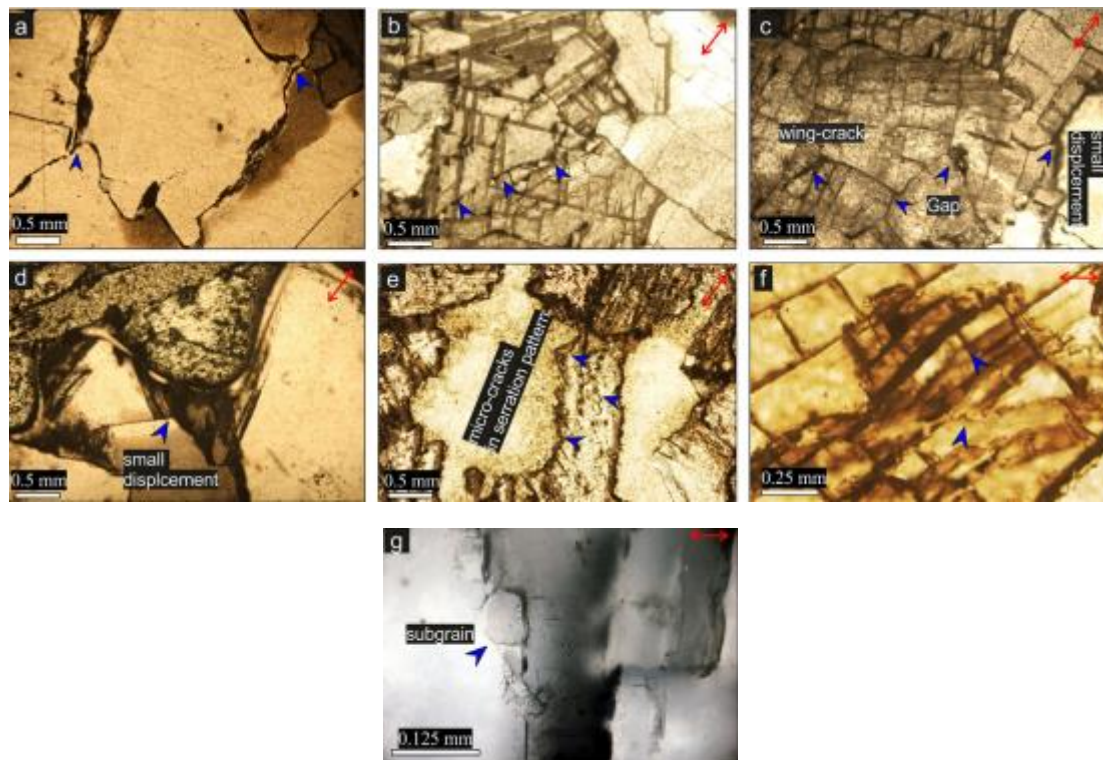 a
0.5 mm
b
0.5 mm
c
wing-crack
Gap
small
displcement
0.5 mm
d
small
displcement
0.5 mm
e
micro-cracks
in serration pattern
0.5 mm
f
0.25 mm
g
subgrain
0.125 mm